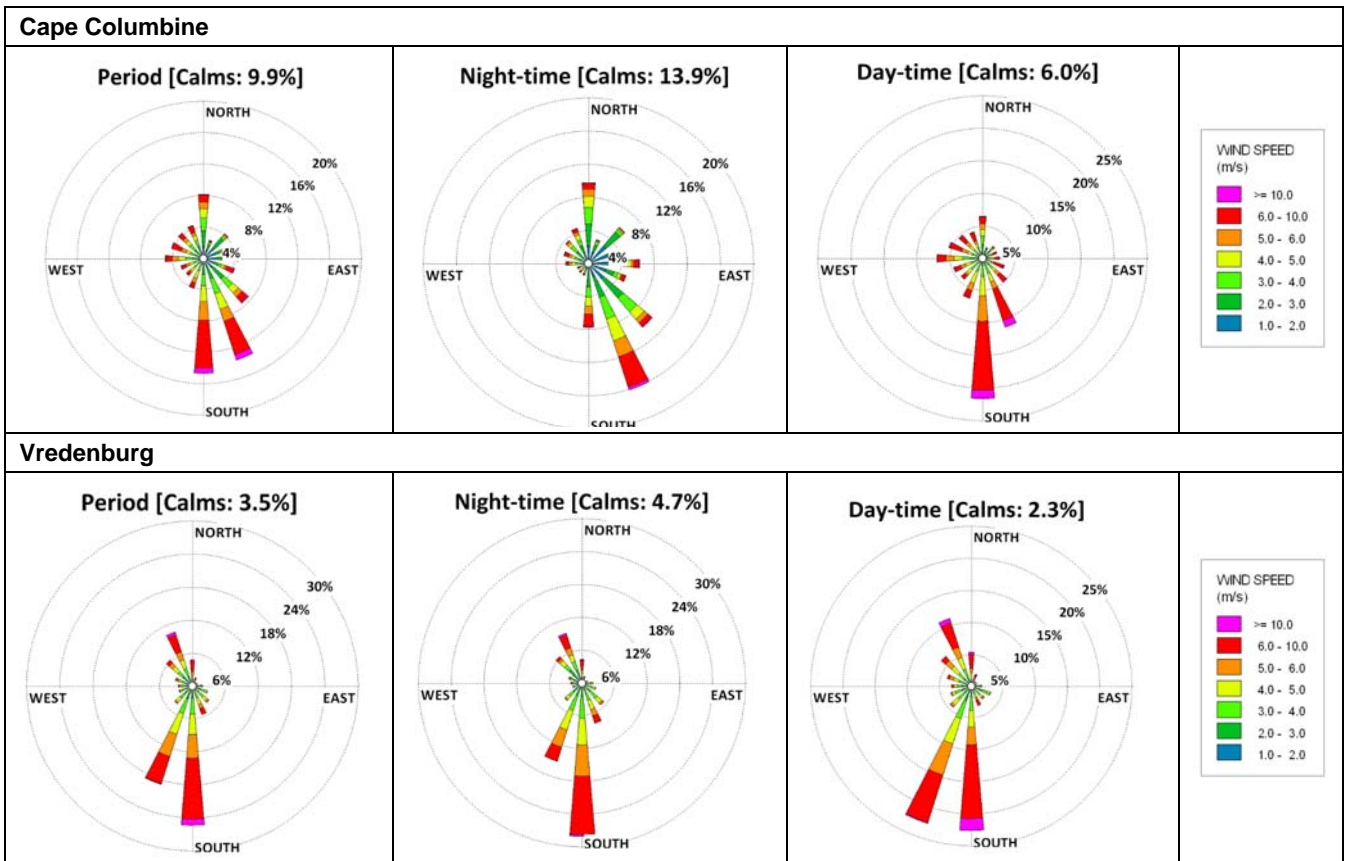 Cape Columbine
Period [Calms: 9.9%]
NORTH
20%
16%
12%
8%
4%
WEST
EAST
SOUTH
Night-time [Calms: 13.9%]
NORTH
20%
16%
12%
8%
4%
WEST
EAST
SOUTH
Day-time [Calms: 6.0%]
NORTH
25%
20%
15%
10%
5%
WEST
EAST
SOUTH
WIND SPEED
(m/s)
>= 10.0
6.0 - 10.0
5.0 - 6.0
4.0 - 5.0
3.0 - 4.0
2.0 - 3.0
1.0 - 2.0
Vredenburg
Period [Calms: 3.5%]
NORTH
30%
24%
18%
12%
6%
WEST
EAST
SOUTH
Night-time [Calms: 4.7%]
NORTH
30%
24%
18%
12%
6%
WEST
EAST
SOUTH
Day-time [Calms: 2.3%]
NORTH
25%
20%
15%
10%
5%
WEST
EAST
SOUTH
WIND SPEED
(m/s)
>= 10.0
6.0 - 10.0
5.0 - 6.0
4.0 - 5.0
3.0 - 4.0
2.0 - 3.0
1.0 - 2.0